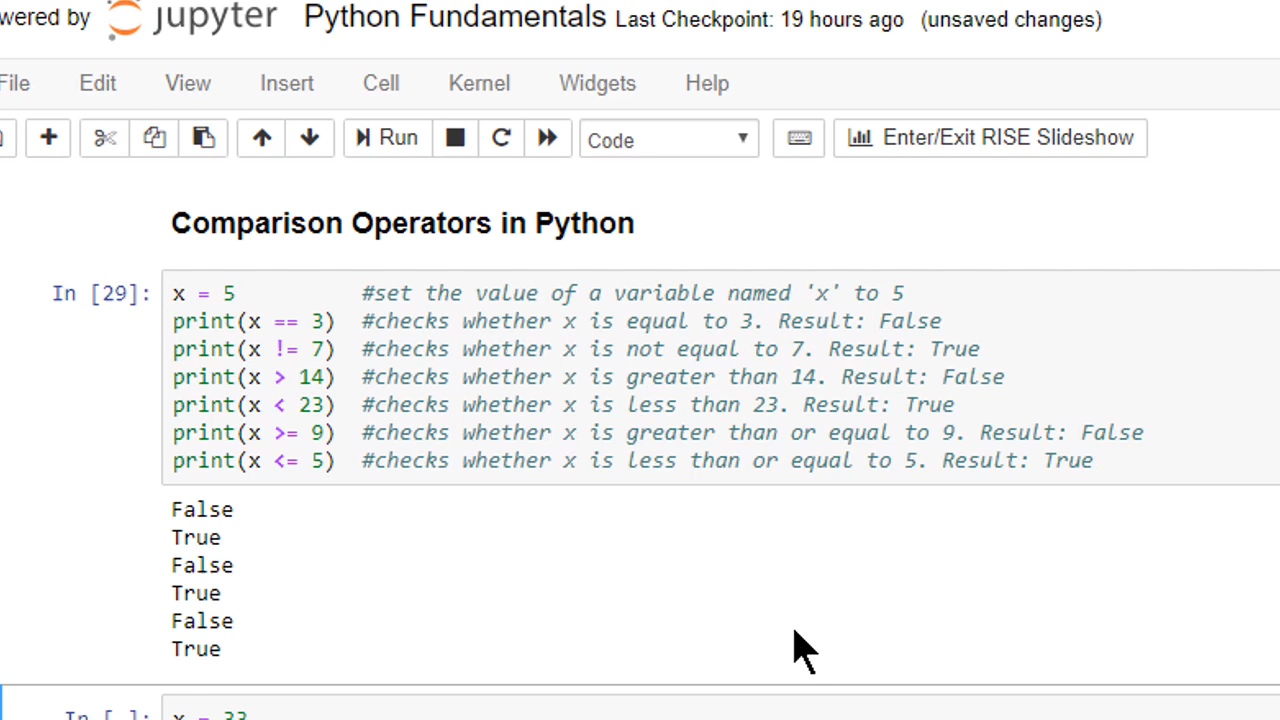 wered by jupyter Python Fundamentals Last Checkpoint: 19 hours ago (unsaved changes)
File Edit View Insert Cell Kernel Widgets Help
Run Code Enter/Exit RISE Slideshow
Comparison Operators in Python
In [29]: x = 5 #set the value of a variable named 'x' to 5
print(x == 3) #checks whether x is equal to 3. Result: False
print(x != 7) #checks whether x is not equal to 7. Result: True
print(x > 14) #checks whether x is greater than 14. Result: False
print(x < 23) #checks whether x is less than 23. Result: True
print(x >= 9) #checks whether x is greater than or equal to 9. Result: False
print(x <= 5) #checks whether x is less than or equal to 5. Result: True
False
True
False
True
False
True
In [ ]: x = 33